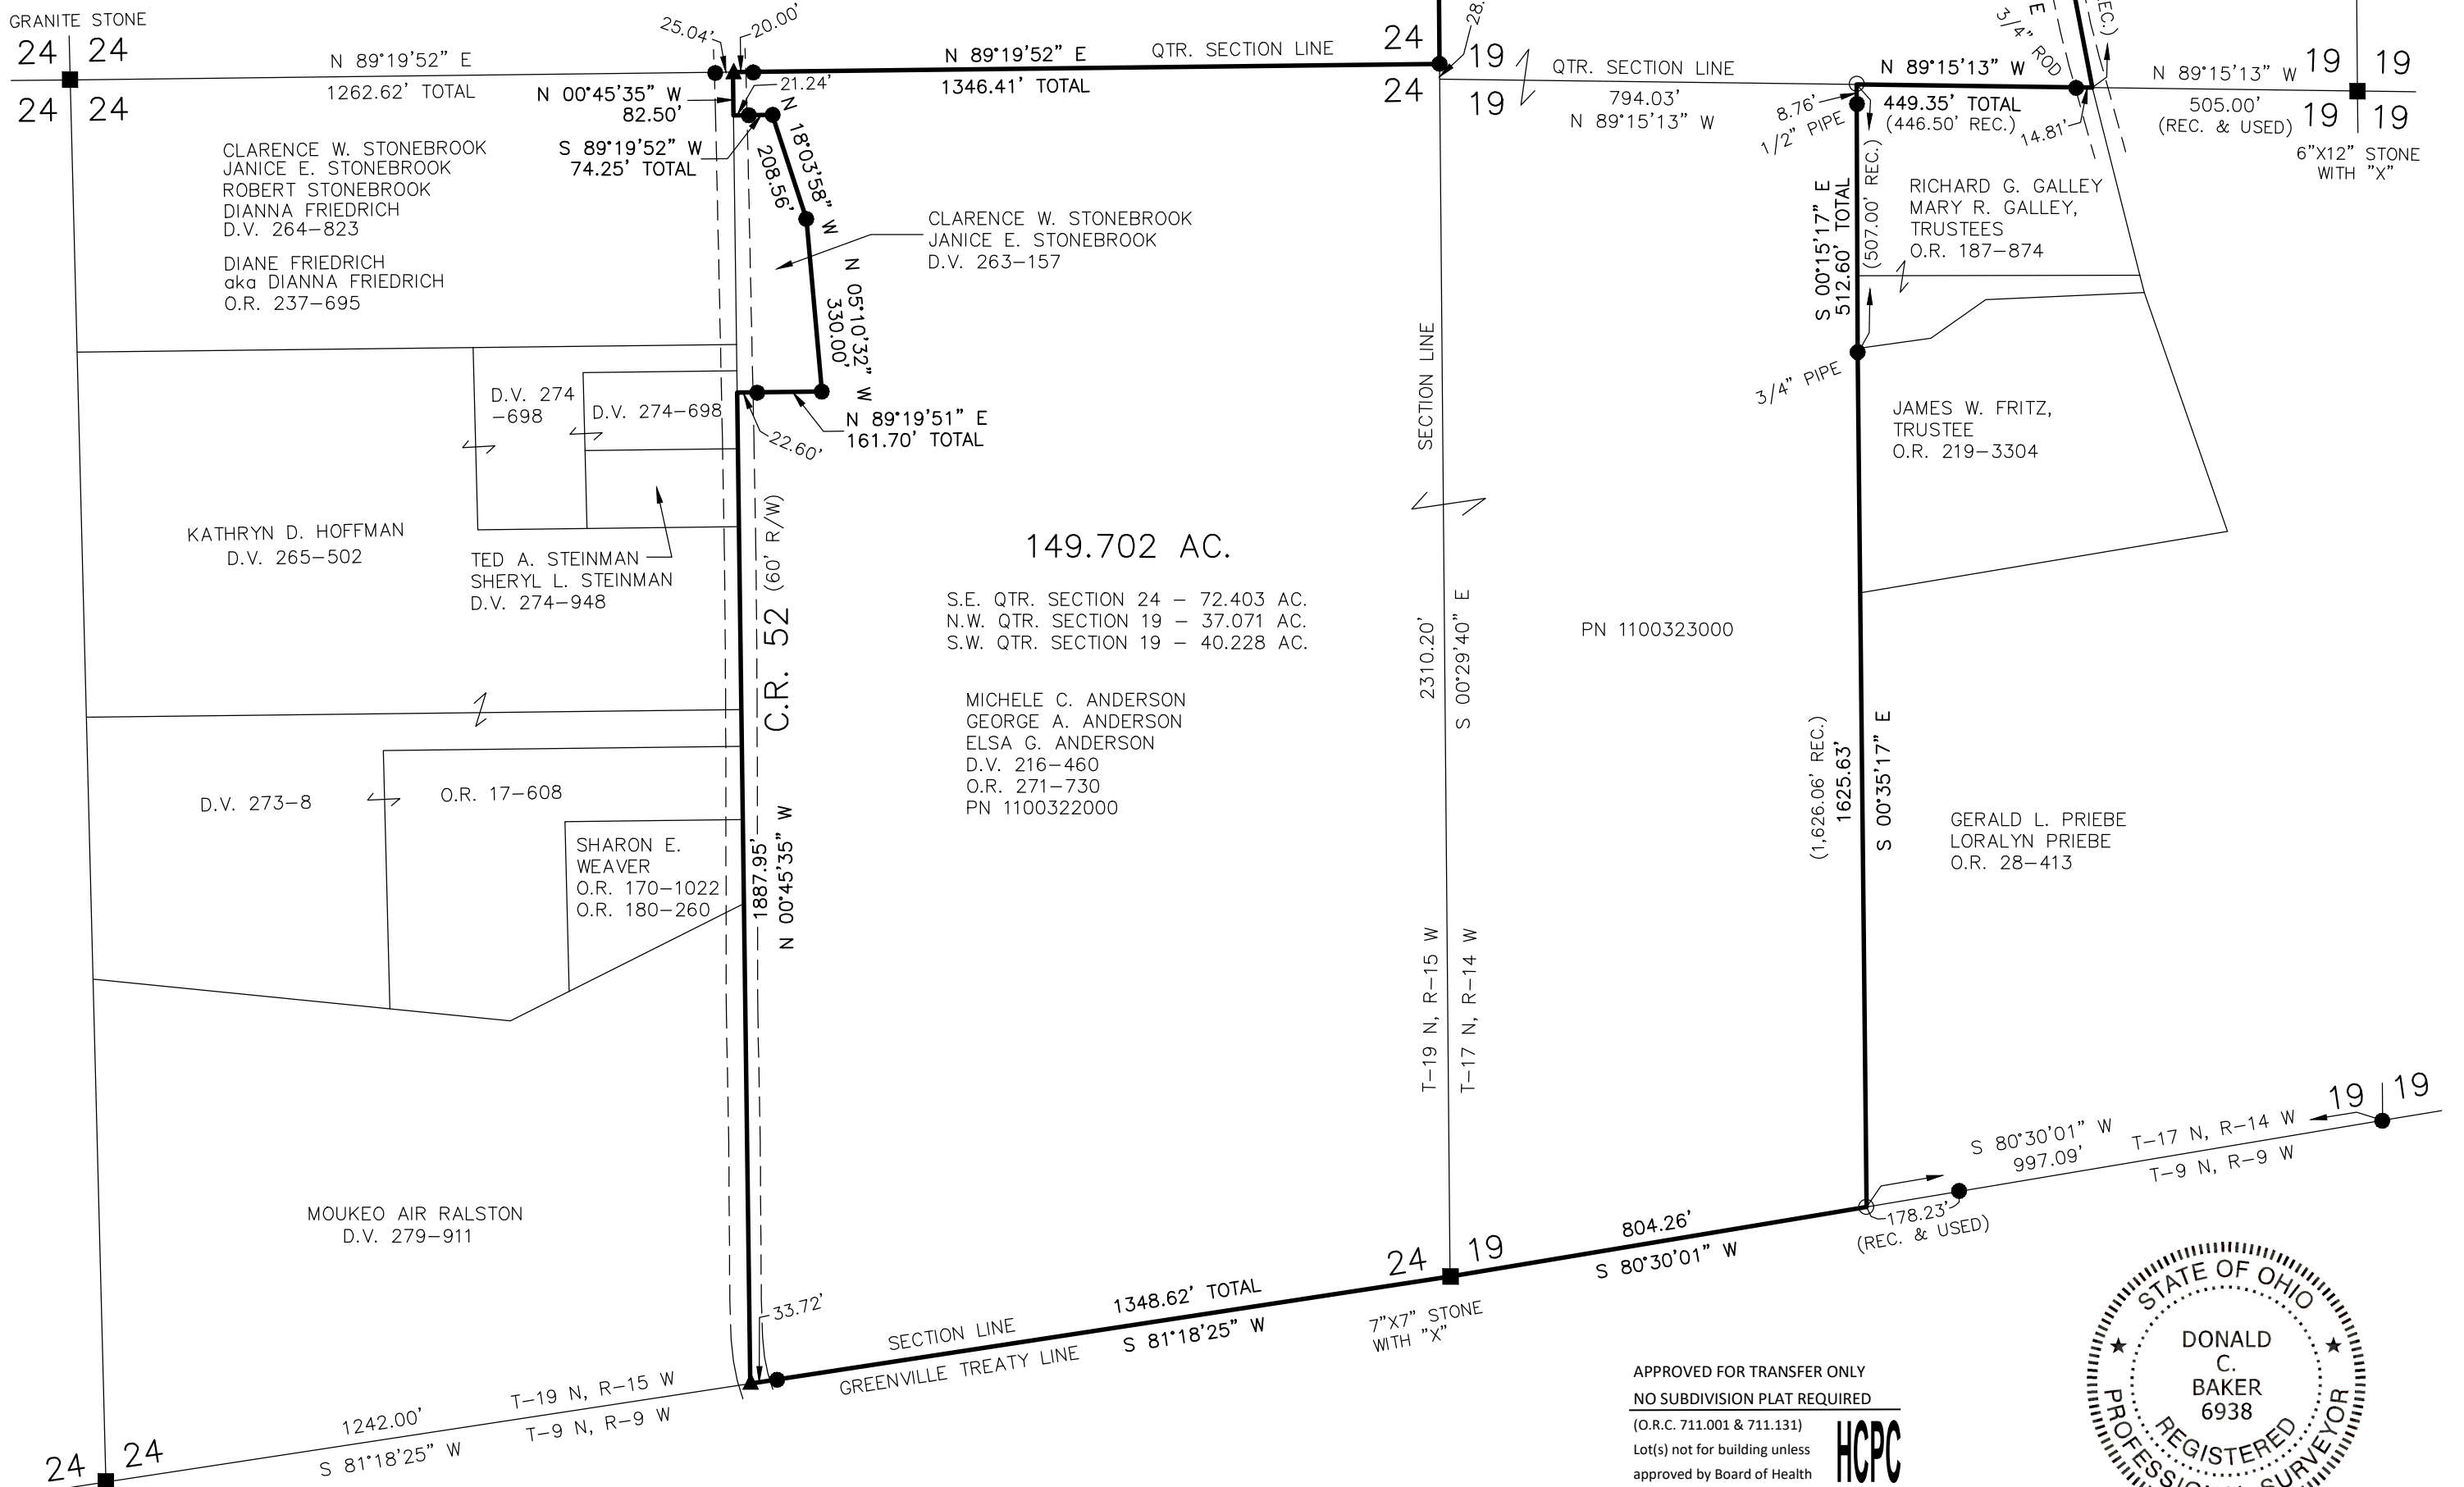 GRANITE STONE
24 24
24 24
N 89°19'52" E
1262.62' TOTAL
25.04'
20.00'
N 89°19'52" E
1346.41' TOTAL
QTR. SECTION LINE
24
24
19
19
28.
QTR. SECTION LINE
794.03'
N 89°15'13" W
N 89°15'13" W
449.35' TOTAL
(446.50' REC.)
8.76'
1/2" PIPE
14.81'
3/4" ROD
E
EC.)
N 89°15'13" W
505.00'
(REC. & USED)
19 19
19 19
6"X12" STONE
WITH "X"
N 00°45'35" W
82.50'
21.24'
S 89°19'52" W
74.25' TOTAL
N 18°03'58" W
208.56'
N 05°10'32" W
330.00'
N 89°19'51" E
161.70' TOTAL
22.60'
CLARENCE W. STONEBROOK
JANICE E. STONEBROOK
ROBERT STONEBROOK
DIANNA FRIEDRICH
D.V. 264-823
DIANE FRIEDRICH
aka DIANNA FRIEDRICH
O.R. 237-695
CLARENCE W. STONEBROOK
JANICE E. STONEBROOK
D.V. 263-157
S 00°15'17" E
512.60' TOTAL
(507.00' REC.)
RICHARD G. GALLEY
MARY R. GALLEY,
TRUSTEES
O.R. 187-874
3/4" PIPE
JAMES W. FRITZ,
TRUSTEE
O.R. 219-3304
D.V. 274
-698
D.V. 274-698
KATHRYN D. HOFFMAN
D.V. 265-502
TED A. STEINMAN
SHERYL L. STEINMAN
D.V. 274-948
C.R. 52 (60' R/W)
149.702 AC.
S.E. QTR. SECTION 24 - 72.403 AC.
N.W. QTR. SECTION 19 - 37.071 AC.
S.W. QTR. SECTION 19 - 40.228 AC.
MICHELE C. ANDERSON
GEORGE A. ANDERSON
ELSA G. ANDERSON
D.V. 216-460
O.R. 271-730
PN 1100322000
SECTION LINE
2310.20'
S 00°29'40" E
T-19 N, R-15 W
T-17 N, R-14 W
PN 1100323000
(1,626.06' REC.)
1625.63'
S 00°35'17" E
GERALD L. PRIEBE
LORALYN PRIEBE
O.R. 28-413
D.V. 273-8
O.R. 17-608
SHARON E.
WEAVER
O.R. 170-1022
O.R. 180-260
1887.95'
N 00°45'35" W
MOUKEO AIR RALSTON
D.V. 279-911
19 19
S 80°30'01" W
997.09'
T-17 N, R-14 W
T-9 N, R-9 W
178.23'
(REC. & USED)
804.26'
S 80°30'01" W
24 19
7"X7" STONE
WITH "X"
1348.62' TOTAL
S 81°18'25" W
SECTION LINE
GREENVILLE TREATY LINE
33.72'
T-19 N, R-15 W
T-9 N, R-9 W
1242.00'
S 81°18'25" W
24 24
APPROVED FOR TRANSFER ONLY
NO SUBDIVISION PLAT REQUIRED
(O.R.C. 711.001 & 711.131)
Lot(s) not for building unless
approved by Board of Health
HCPC
STATE OF OHIO
DONALD
C.
BAKER
6938
REGISTERED
PROFESSIONAL SURVEYOR